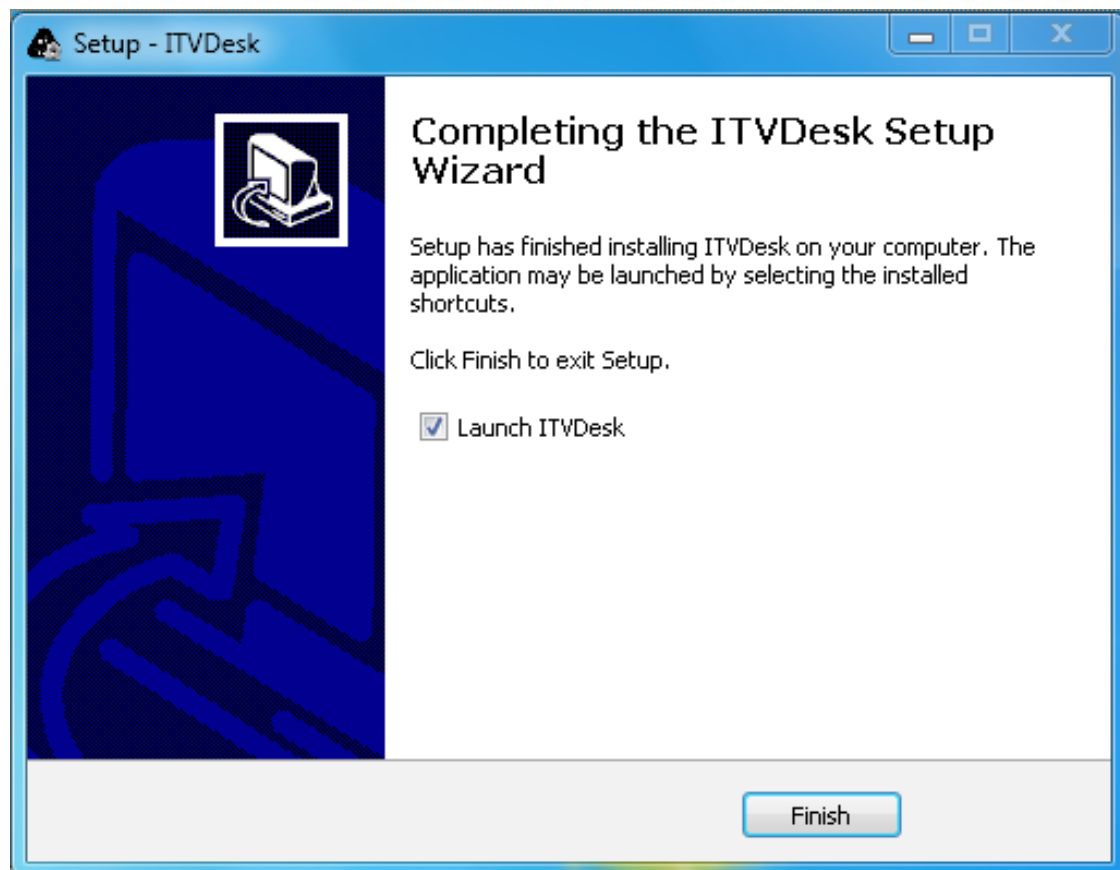 Setup - ITVDesk
Completing the ITVDesk Setup
Wizard
Setup has finished installing ITVDesk on your computer. The
application may be launched by selecting the installed
shortcuts.
Click Finish to exit Setup.
Launch ITVDesk
Finish